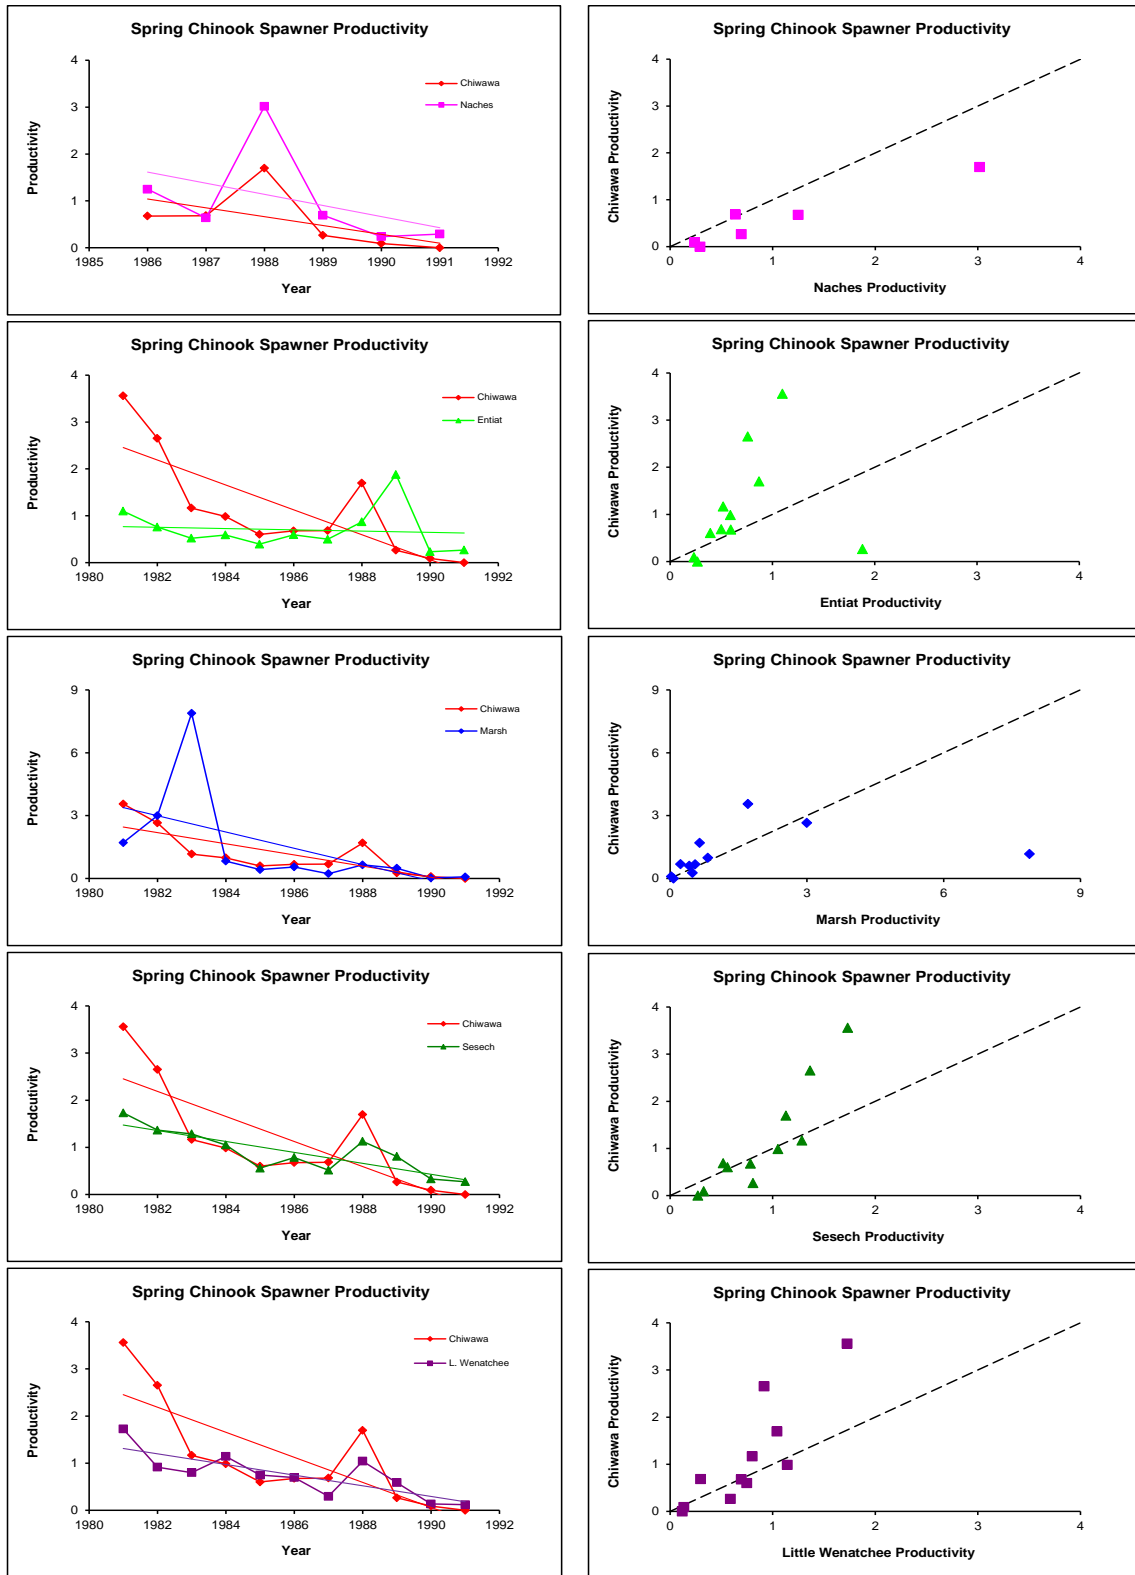 Spring Chinook Spawner Productivity
4
3
2
1
0
Productivity
Chiwawa
Naches
1985 1986 1987 1988 1989 1990 1991 1992
Year
Spring Chinook Spawner Productivity
4
3
2
1
0
Chiwawa Productivity
0 1 2 3 4
Naches Productivity
Spring Chinook Spawner Productivity
4
3
2
1
0
Productivity
Chiwawa
Entiat
1980 1982 1984 1986 1988 1990 1992
Year
Spring Chinook Spawner Productivity
4
3
2
1
0
Chiwawa Productivity
0 1 2 3 4
Entiat Productivity
Spring Chinook Spawner Productivity
9
6
3
0
Productivity
Chiwawa
Marsh
1980 1982 1984 1986 1988 1990 1992
Year
Spring Chinook Spawner Productivity
9
6
3
0
Chiwawa Productivity
0 3 6 9
Marsh Productivity
Spring Chinook Spawner Productivity
4
3
2
1
0
Prodcutivity
Chiwawa
Sesech
1980 1982 1984 1986 1988 1990 1992
Year
Spring Chinook Spawner Productivity
4
3
2
1
0
Chiwawa Productivity
0 1 2 3 4
Sesech Productivity
Spring Chinook Spawner Productivity
4
3
2
1
0
Productivity
Chiwawa
L. Wenatchee
1980 1982 1984 1986 1988 1990 1992
Year
Spring Chinook Spawner Productivity
4
3
2
1
0
Chiwawa Productivity
0 1 2 3 4
Little Wenatchee Productivity